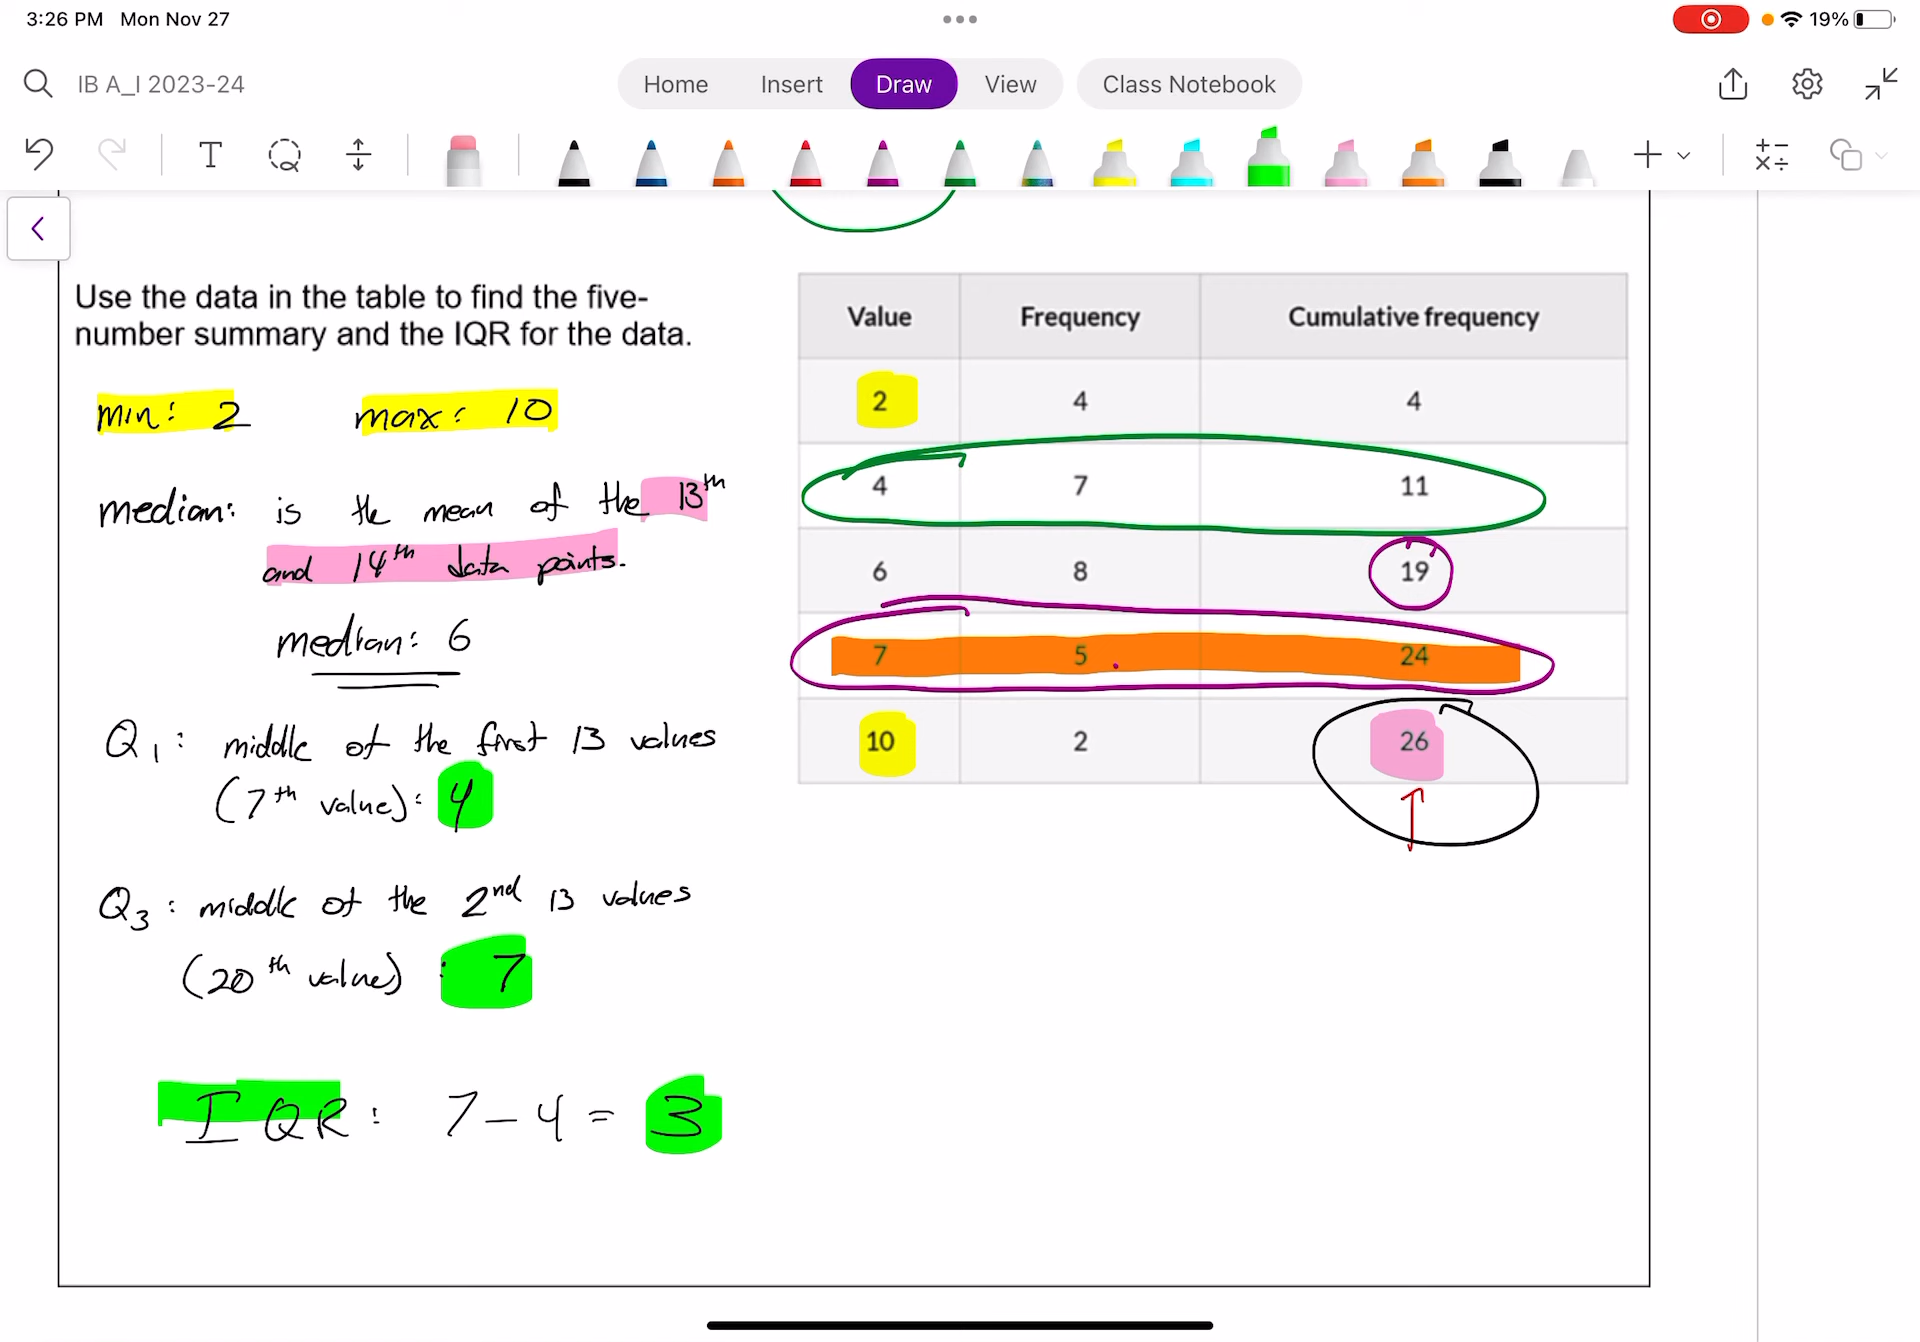 3:26 PM Mon Nov 27
19%
IB A_I 2023-24
Home Insert Draw View Class Notebook
T
Use the data in the table to find the five-
number summary and the IQR for the data.
min: 2 max: 10
median: is the mean of the 13th
and 14th data points.
median: 6
Q1: middle of the first 13 values
(7th value): 4
Q3: middle of the 2nd 13 values
(20th value) : 7
IQR: 7 - 4 = 3
Value Frequency Cumulative frequency
2 4 4
4 7 11
6 8 19
7 5 24
10 2 26